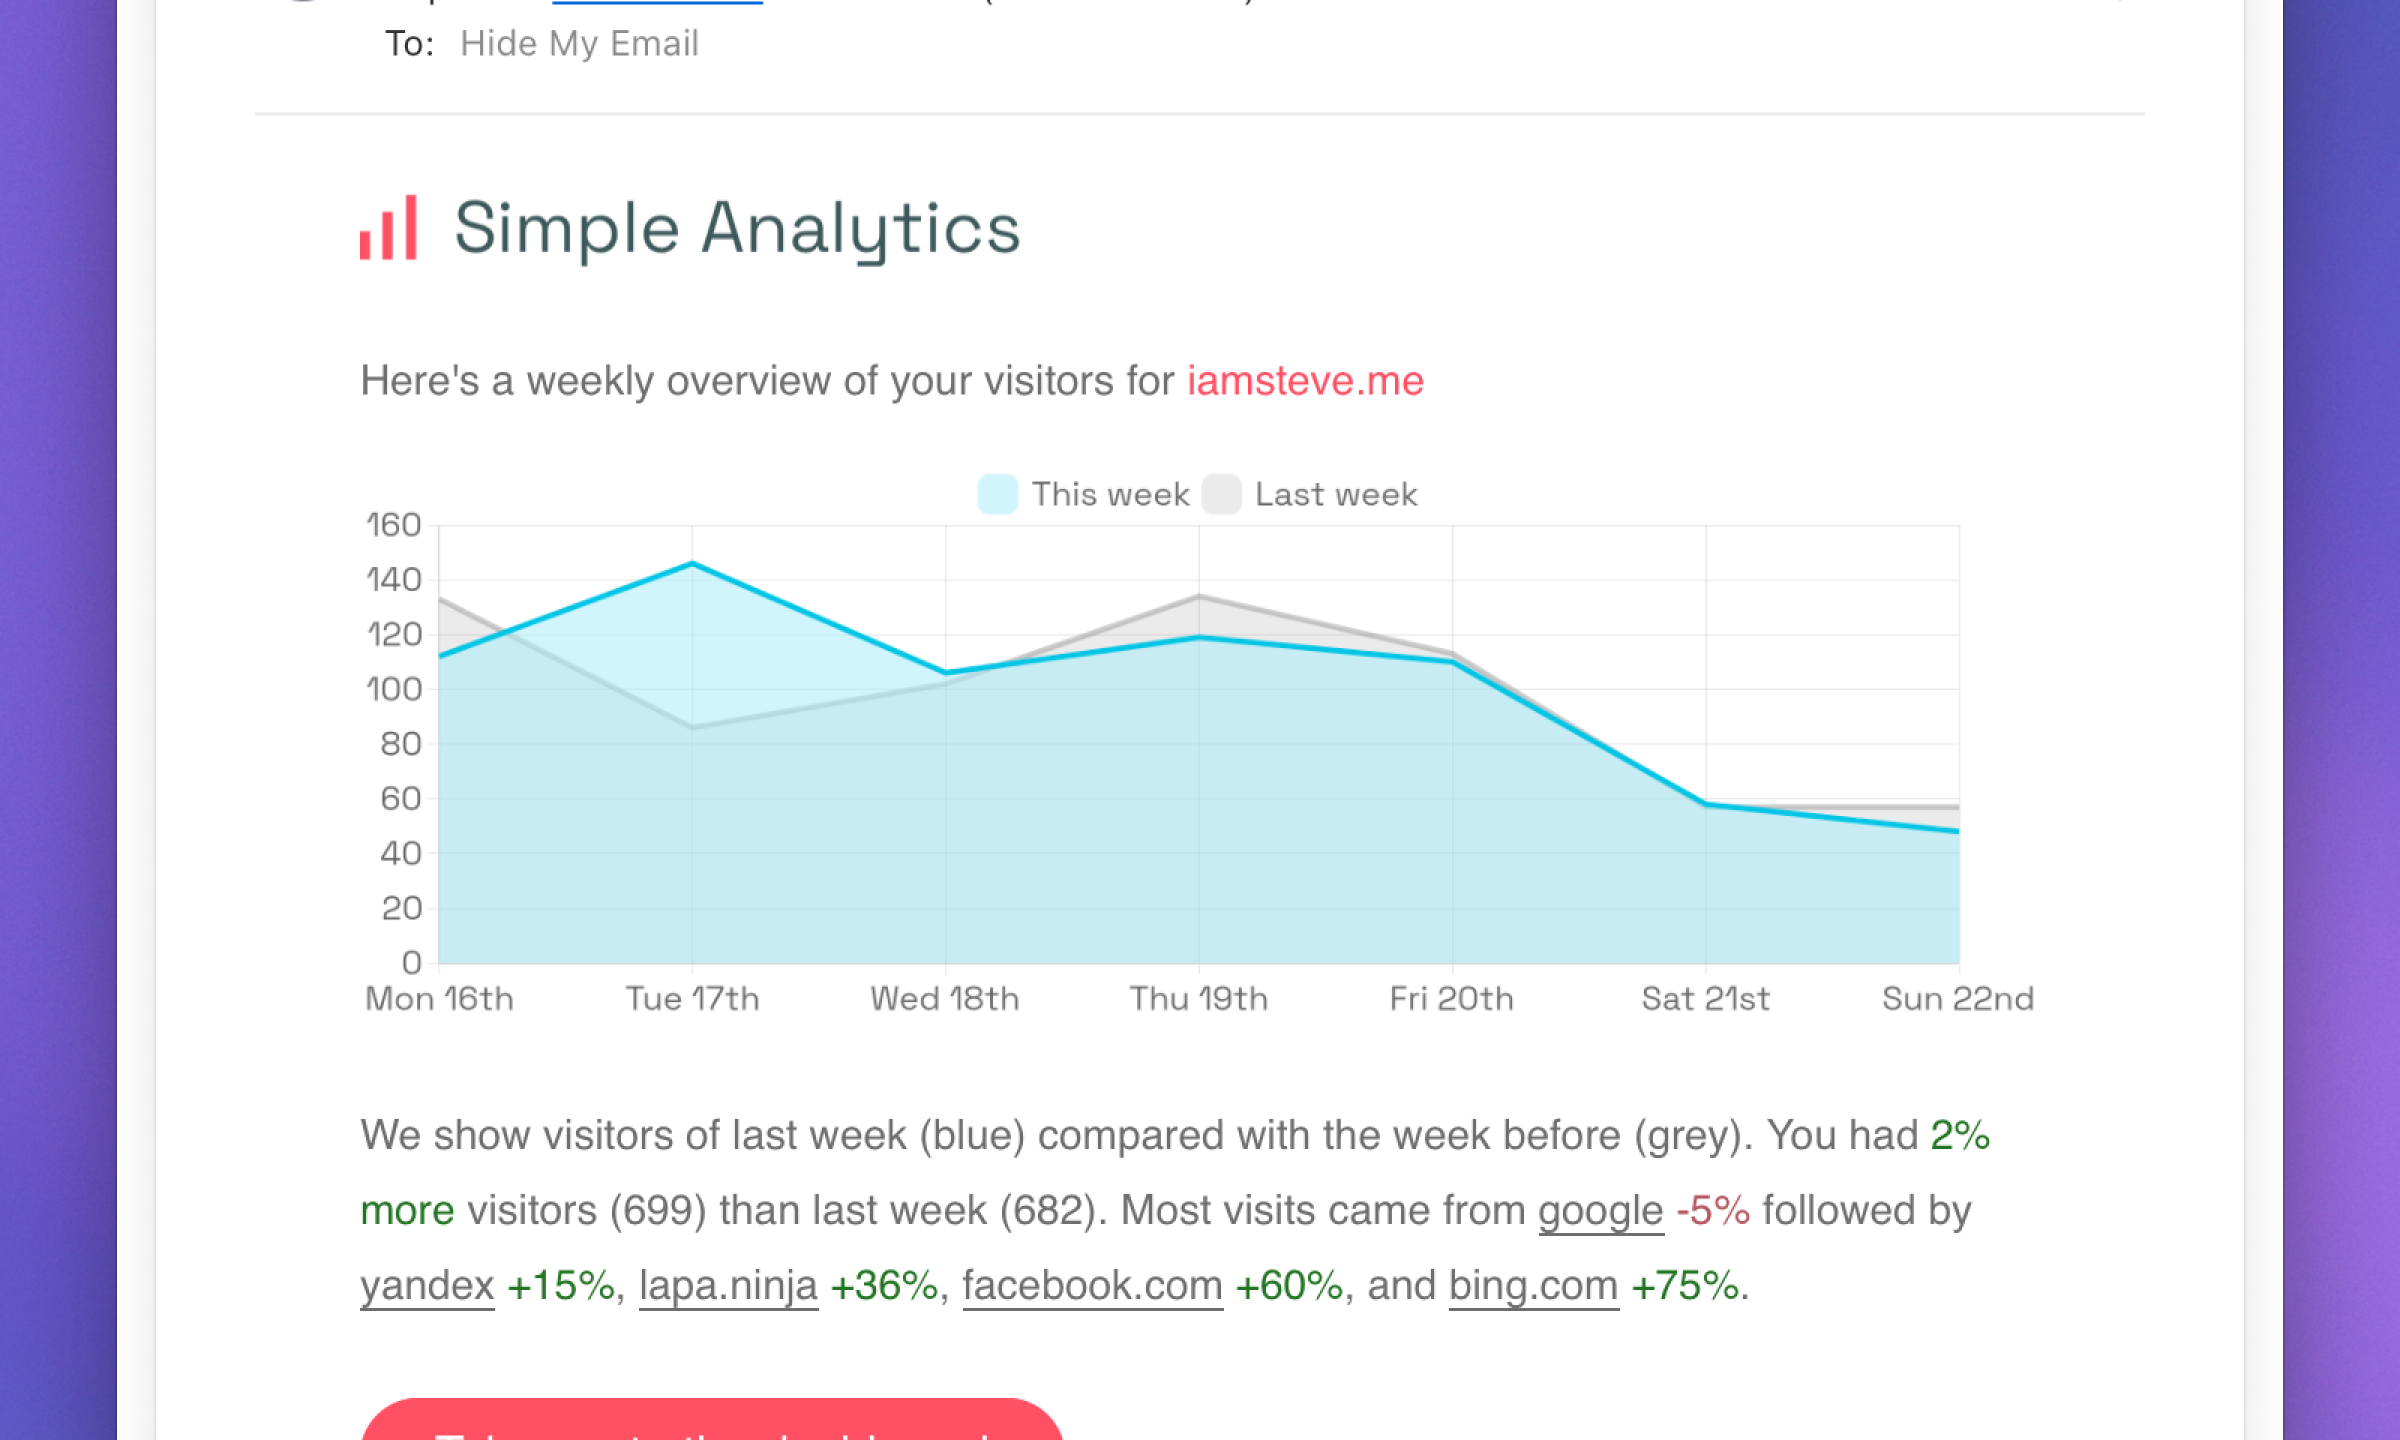 To: Hide My Email
Simple Analytics
Here's a weekly overview of your visitors for iamsteve.me
This week Last week
160
140
120
100
80
60
40
20
0
Mon 16th Tue 17th Wed 18th Thu 19th Fri 20th Sat 21st Sun 22nd
We show visitors of last week (blue) compared with the week before (grey). You had 2%
more visitors (699) than last week (682). Most visits came from google -5% followed by
yandex +15%, lapa.ninja +36%, facebook.com +60%, and bing.com +75%.